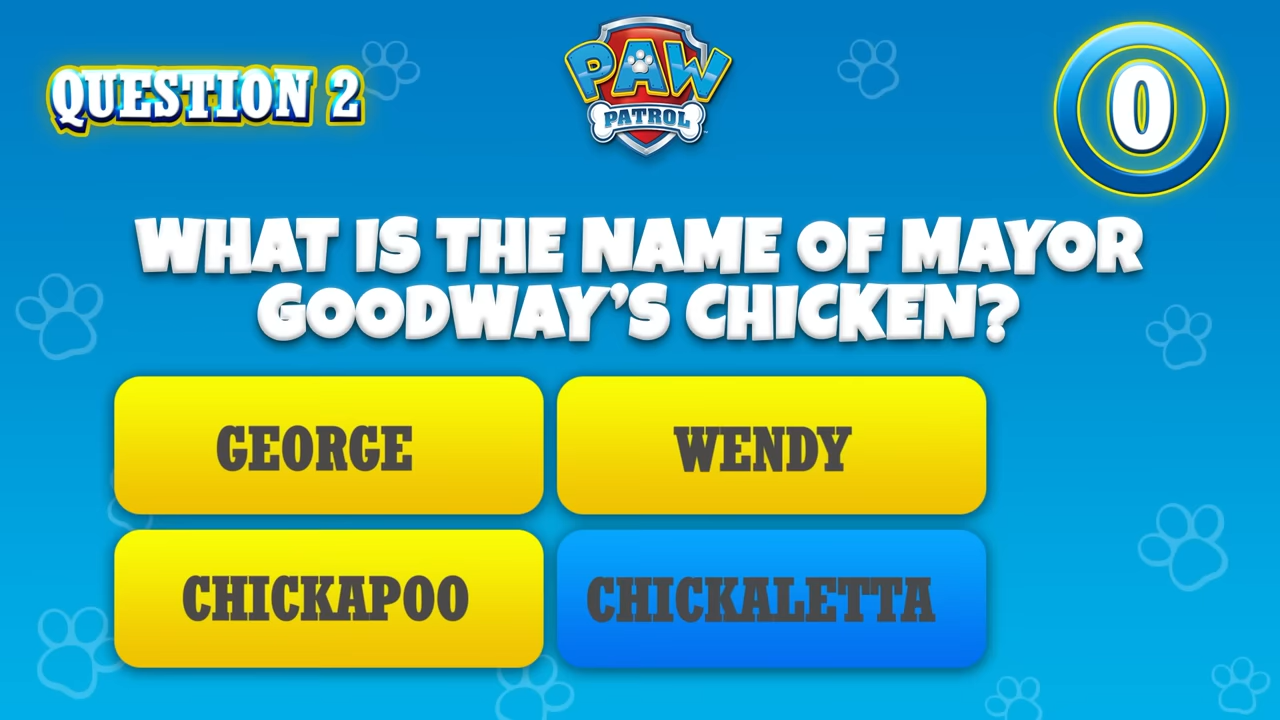 QUESTION 2
PAW
PATROL
0
WHAT IS THE NAME OF MAYOR
GOODWAY'S CHICKEN?
GEORGE
WENDY
CHICKAPOO
CHICKALETTA